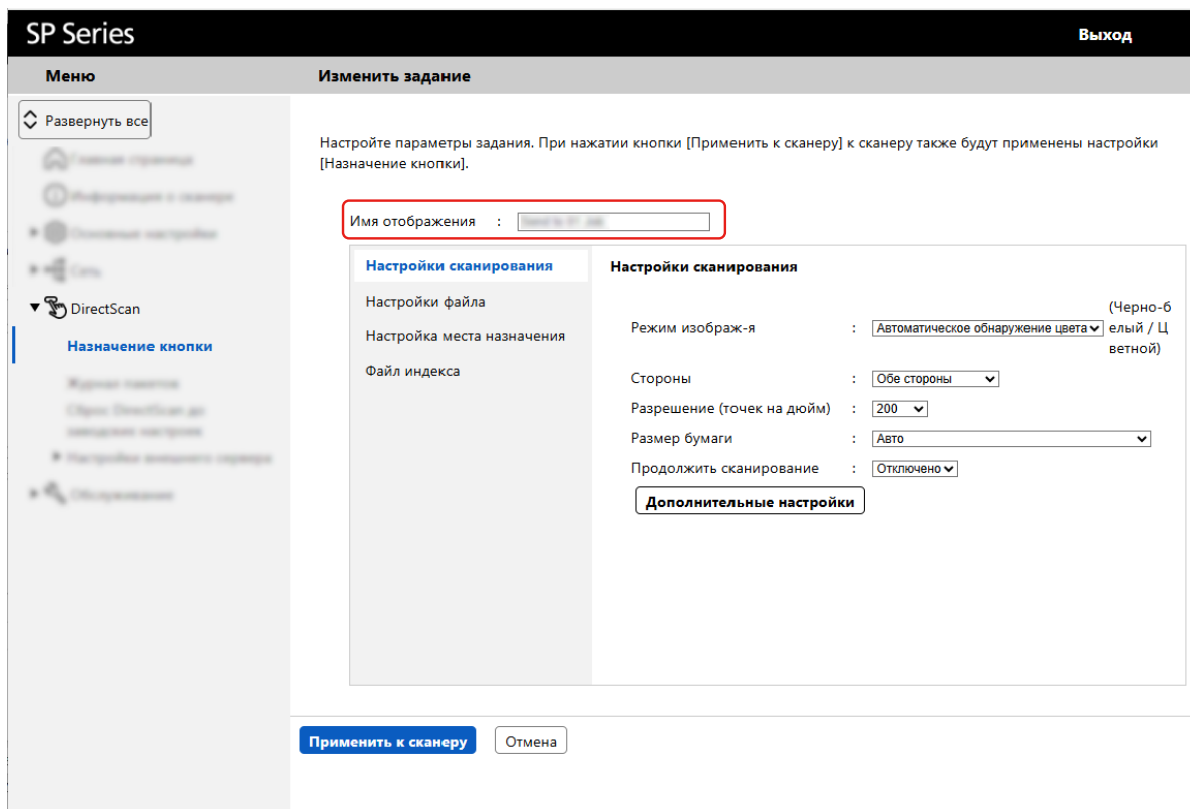 SP Series
Выход
Меню
Изменить задание
Развернуть все
DirectScan
Назначение кнопки
Настройте параметры задания. При нажатии кнопки [Применить к сканеру] к сканеру также будут применены настройки
[Назначение кнопки].
Имя отображения :
Настройки сканирования
Настройки файла
Настройка места назначения
Файл индекса
Настройки сканирования
Режим изображ-я : Автоматическое обнаружение цвета (Черно-б
елый / Ц
ветной)
Стороны : Обе стороны
Разрешение (точек на дюйм) : 200
Размер бумаги : Авто
Продолжить сканирование : Отключено
Дополнительные настройки
Применить к сканеру
Отмена